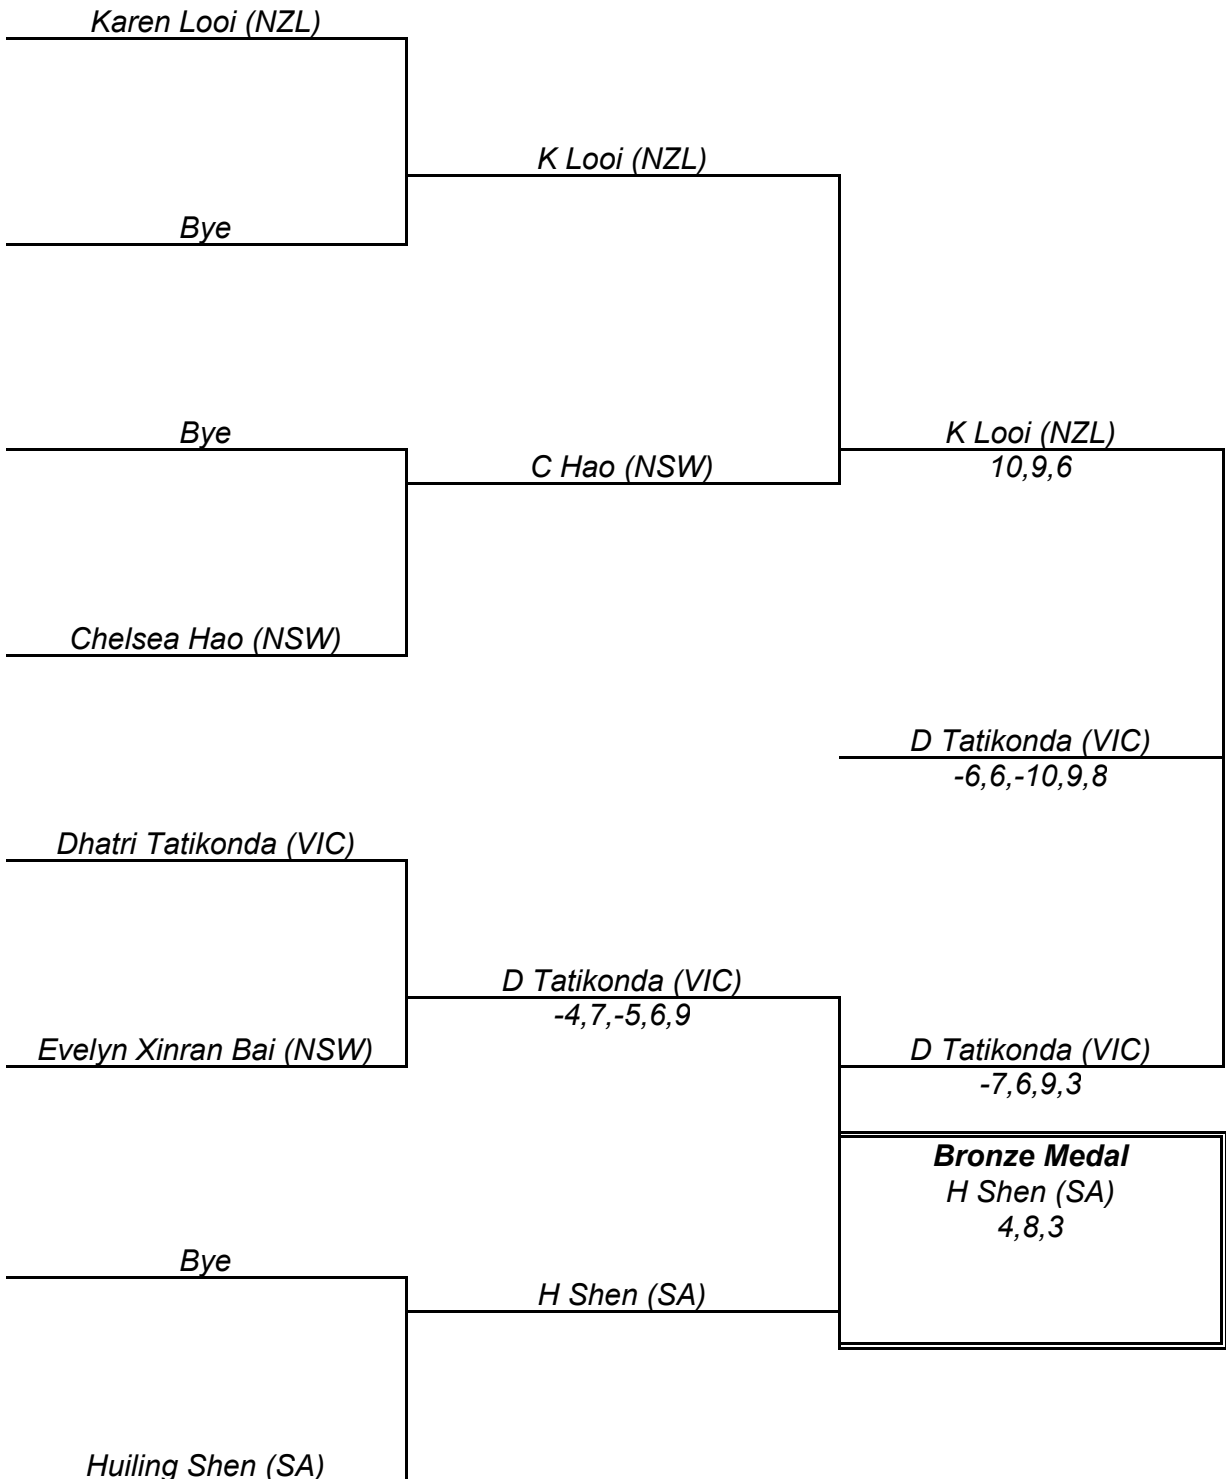 Karen Looi (NZL)
K Looi (NZL)
Bye
Bye
K Looi (NZL)
10,9,6
C Hao (NSW)
Chelsea Hao (NSW)
D Tatikonda (VIC)
-6,6,-10,9,8
Dhatri Tatikonda (VIC)
D Tatikonda (VIC)
-4,7,-5,6,9
Evelyn Xinran Bai (NSW)
D Tatikonda (VIC)
-7,6,9,3
Bronze Medal
H Shen (SA)
4,8,3
Bye
H Shen (SA)
Huiling Shen (SA)